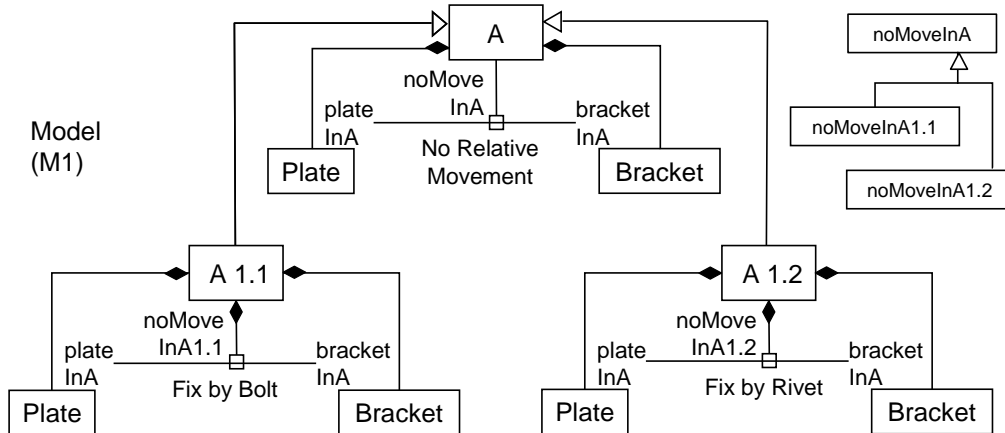 A
noMoveInA
noMove
InA
plate
InA
bracket
InA
noMoveInA1.1
Model
(M1)
No Relative
Movement
Plate
Bracket
noMoveInA1.2
A 1.1
A 1.2
noMove
InA1.1
plate
InA
bracket
InA
Fix by Bolt
Plate
Bracket
noMove
InA1.2
plate
InA
bracket
InA
Fix by Rivet
Plate
Bracket